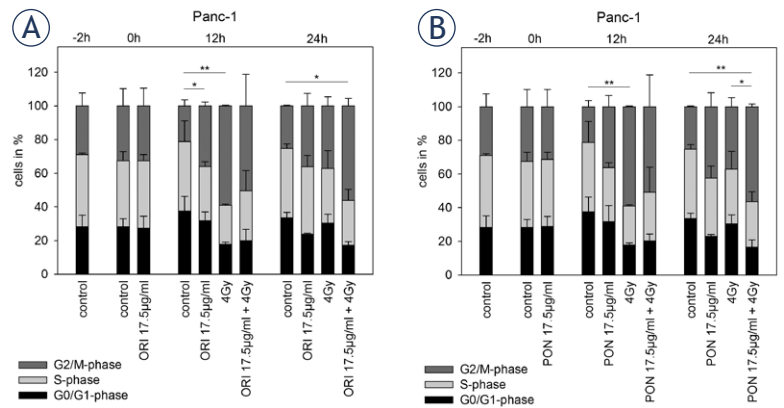 A
Panc-1
-2h 0h 12h 24h
120
100
80
60
40
20
0
cells in %
** 
*
*
control
control
ORI 17.5µg/ml
control
ORI 17.5µg/ml
4Gy
ORI 17.5µg/ml + 4Gy
control
ORI 17.5µg/ml
4Gy
ORI 17.5µg/ml + 4Gy
G2/M-phase
S-phase
G0/G1-phase
B
Panc-1
-2h 0h 12h 24h
120
100
80
60
40
20
0
cells in %
**
**
*
control
control
PON 17.5µg/ml
control
PON 17.5µg/ml
4Gy
PON 17.5µg/ml + 4Gy
control
PON 17.5µg/ml
4Gy
PON 17.5µg/ml + 4Gy
G2/M-phase
S-phase
G0/G1-phase